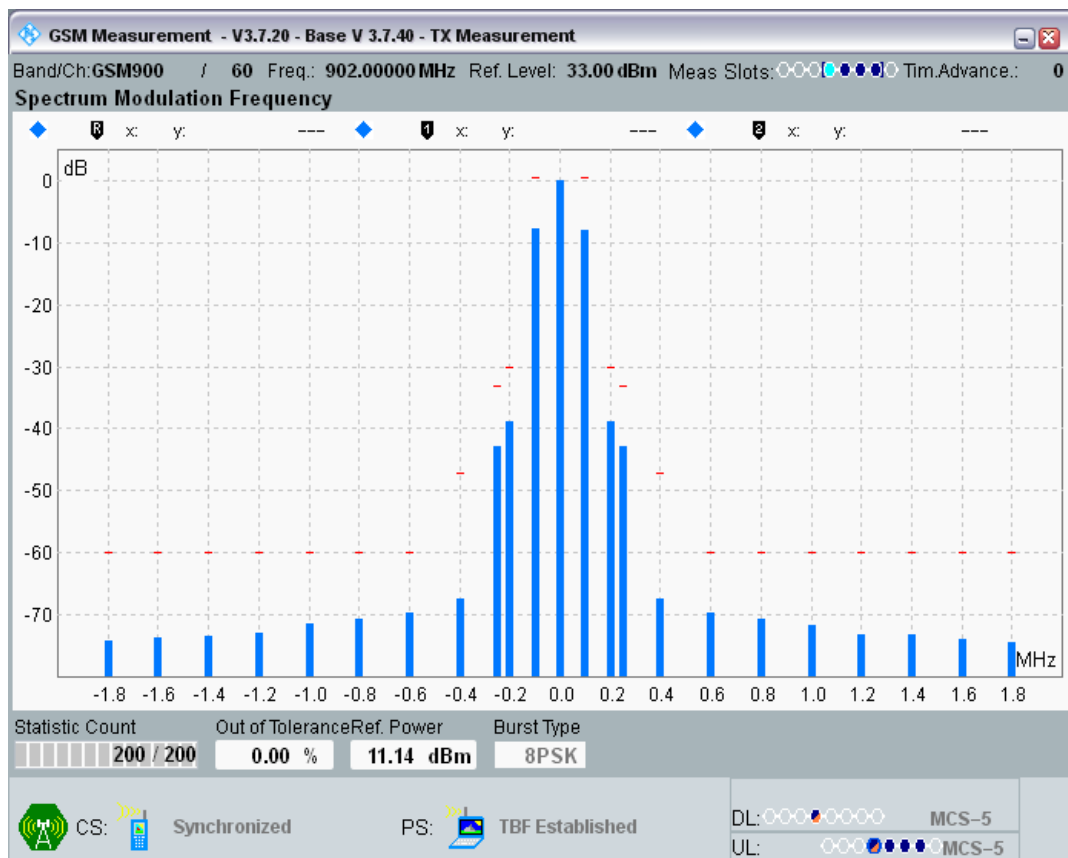 GSM Measurement - V3.7.20 - Base V 3.7.40 - TX Measurement
Band/Ch:GSM900 / 60 Freq.: 902.00000 MHz Ref. Level: 33.00 dBm Meas Slots: Tim.Advance.: 0
Spectrum Modulation Frequency
R x: y: --- 1 x: y: --- 2 x: y: ---
dB
0
-10
-20
-30
-40
-50
-60
-70
MHz
-1.8 -1.6 -1.4 -1.2 -1.0 -0.8 -0.6 -0.4 -0.2 0.0 0.2 0.4 0.6 0.8 1.0 1.2 1.4 1.6 1.8
Statistic Count Out of Tolerance Ref. Power Burst Type
200 / 200 0.00 % 11.14 dBm 8PSK
CS: Synchronized PS: TBF Established
DL: MCS-5
UL: MCS-5